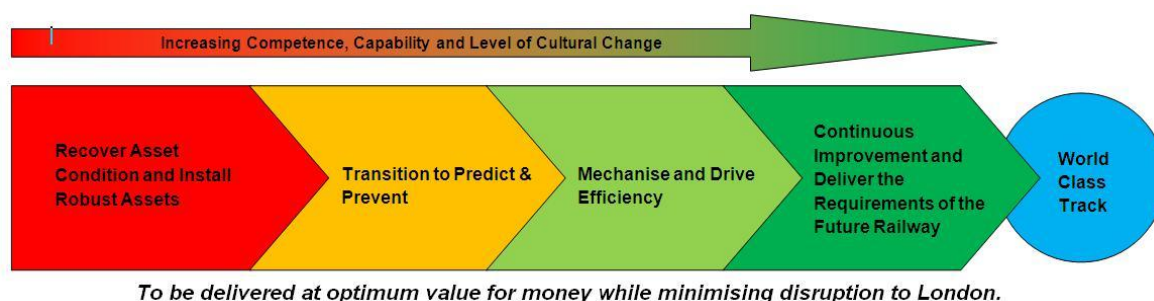 Increasing Competence, Capability and Level of Cultural Change
Recover Asset
Condition and Install
Robust Assets
Transition to Predict &
Prevent
Mechanise and Drive
Efficiency
Continuous
Improvement and
Deliver the
Requirements of the
Future Railway
World
Class
Track
To be delivered at optimum value for money while minimising disruption to London.